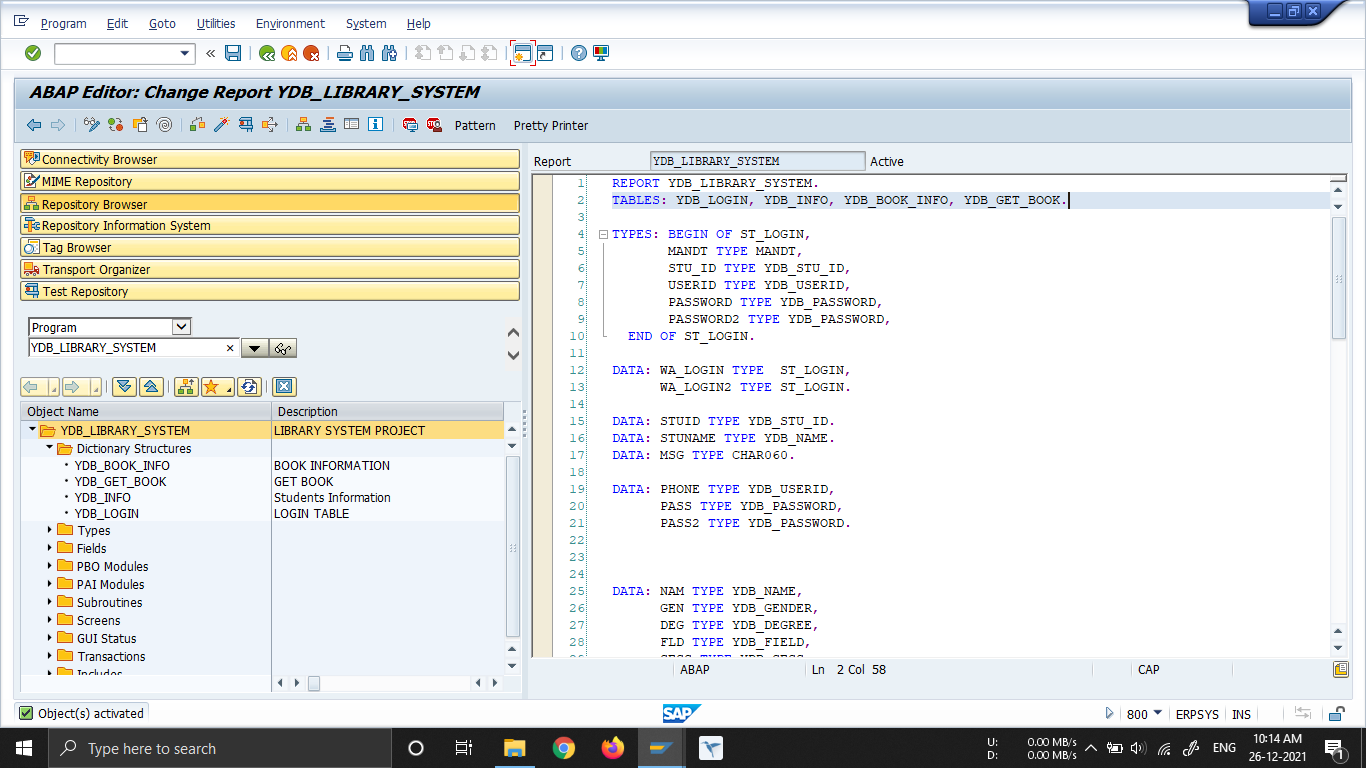 Program Edit Goto Utilities Environment System Help
ABAP Editor: Change Report YDB_LIBRARY_SYSTEM
Pattern Pretty Printer
Connectivity Browser
MIME Repository
Repository Browser
Repository Information System
Tag Browser
Transport Organizer
Test Repository
Program
YDB_LIBRARY_SYSTEM
Object Name Description
YDB_LIBRARY_SYSTEM LIBRARY SYSTEM PROJECT
Dictionary Structures
YDB_BOOK_INFO BOOK INFORMATION
YDB_GET_BOOK GET BOOK
YDB_INFO Students Information
YDB_LOGIN LOGIN TABLE
Types
Fields
PBO Modules
PAI Modules
Subroutines
Screens
GUI Status
Transactions
Includes
Report YDB_LIBRARY_SYSTEM Active
1 REPORT YDB_LIBRARY_SYSTEM.
2 TABLES: YDB_LOGIN, YDB_INFO, YDB_BOOK_INFO, YDB_GET_BOOK.
3
4 TYPES: BEGIN OF ST_LOGIN,
5 MANDT TYPE MANDT,
6 STU_ID TYPE YDB_STU_ID,
7 USERID TYPE YDB_USERID,
8 PASSWORD TYPE YDB_PASSWORD,
9 PASSWORD2 TYPE YDB_PASSWORD,
10 END OF ST_LOGIN.
11
12 DATA: WA_LOGIN TYPE  ST_LOGIN,
13 WA_LOGIN2 TYPE ST_LOGIN.
14
15 DATA: STUID TYPE YDB_STU_ID.
16 DATA: STUNAME TYPE YDB_NAME.
17 DATA: MSG TYPE CHAR060.
18
19 DATA: PHONE TYPE YDB_USERID,
20 PASS TYPE YDB_PASSWORD,
21 PASS2 TYPE YDB_PASSWORD.
22
23
24
25 DATA: NAM TYPE YDB_NAME,
26 GEN TYPE YDB_GENDER,
27 DEG TYPE YDB_DEGREE,
28 FLD TYPE YDB_FIELD,
ABAP Ln 2 Col 58 CAP
Object(s) activated SAP 800 ERPSYS INS
Type here to search
U: 0.00 MB/s
D: 0.00 MB/s
ENG
10:14 AM
26-12-2021
1